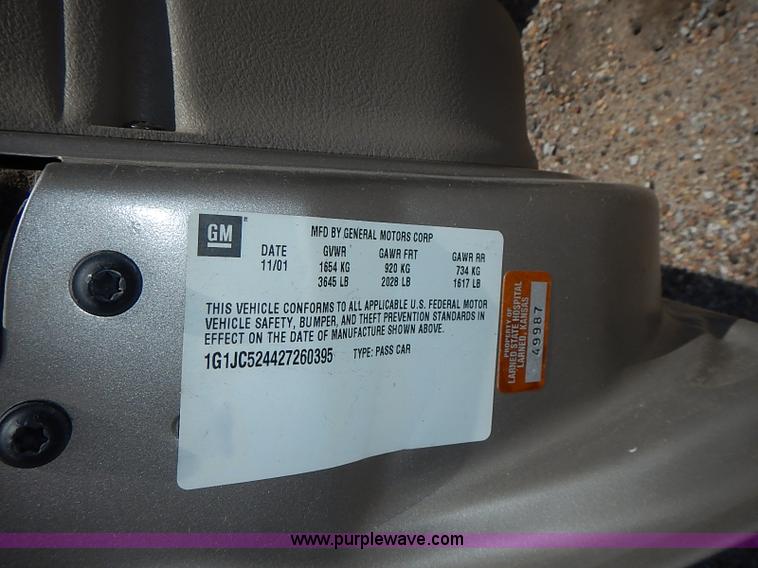 GM
MFD BY GENERAL MOTORS CORP
DATE GVWR GAWR FRT GAWR RR
11/01 1654 KG 920 KG 734 KG
3645 LB 2028 LB 1617 LB
THIS VEHICLE CONFORMS TO ALL APPLICABLE U.S. FEDERAL MOTOR
VEHICLE SAFETY, BUMPER, AND THEFT PREVENTION STANDARDS IN
EFFECT ON THE DATE OF MANUFACTURE SHOWN ABOVE.
1G1JC524427260395 TYPE: PASS CAR
PROPERTY OF
LARNED STATE HOSPITAL
LARNED, KANSAS
49987
www.purplewave.com